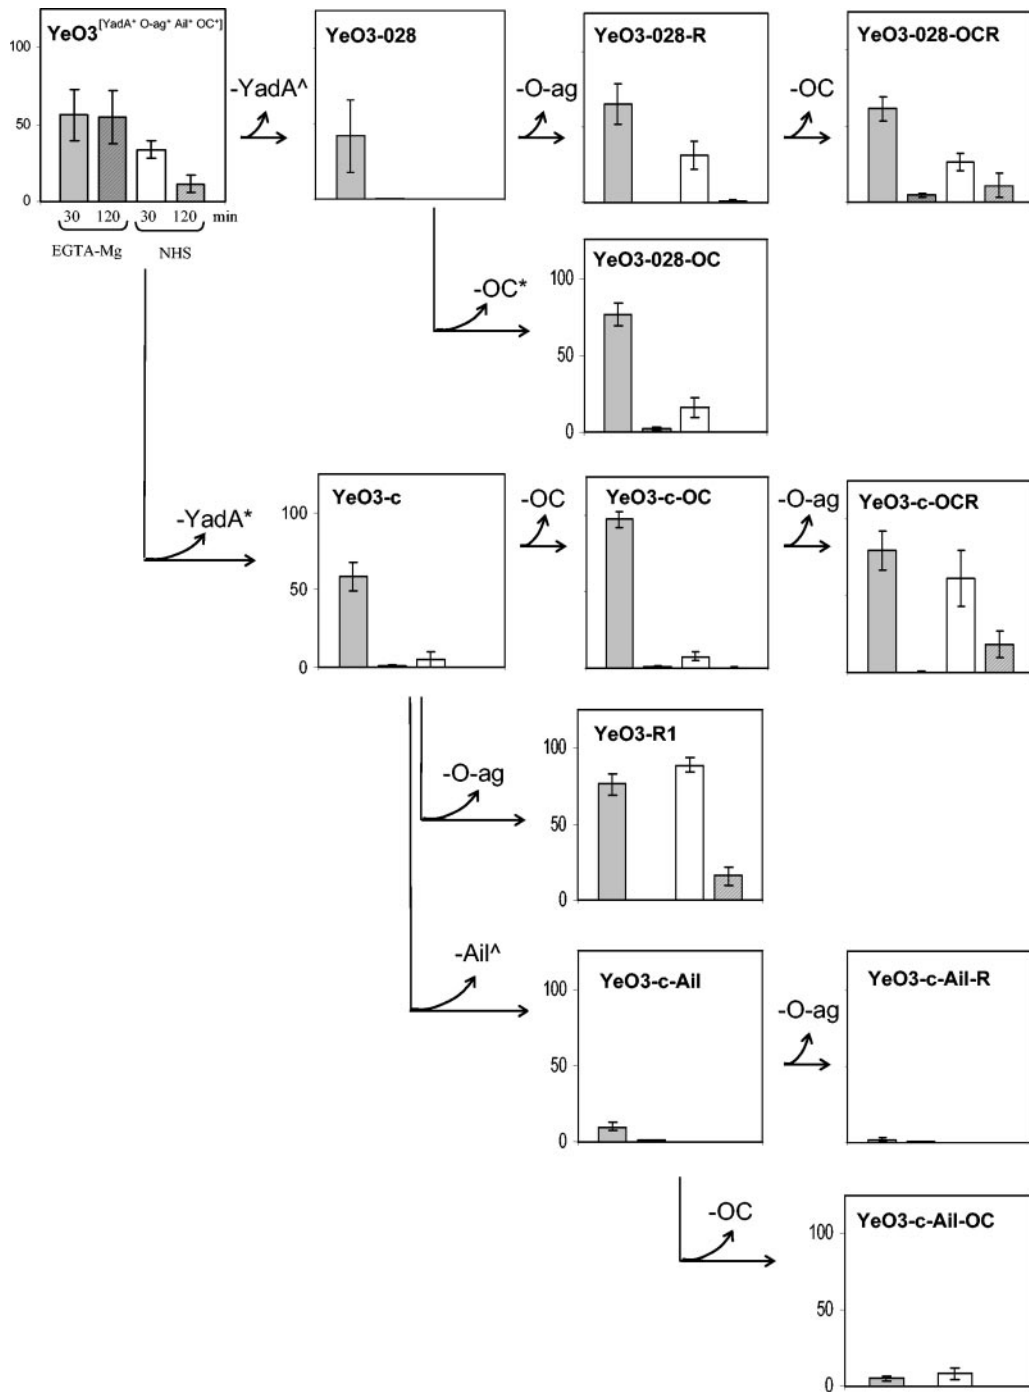 YeO3[YadA+ O-ag+ Ail+ OC+]
100
50
0
30 120 30 120 min
EGTA-Mg NHS
-YadA^
YeO3-028
-O-ag
YeO3-028-R
-OC
YeO3-028-OCR
-OC*
YeO3-028-OC
100
50
0
-YadA*
YeO3-c
100
50
0
-OC
YeO3-c-OC
-O-ag
YeO3-c-OCR
-O-ag
YeO3-R1
100
50
0
-Ail^
YeO3-c-Ail
100
50
0
-O-ag
YeO3-c-Ail-R
-OC
YeO3-c-Ail-OC
100
50
0